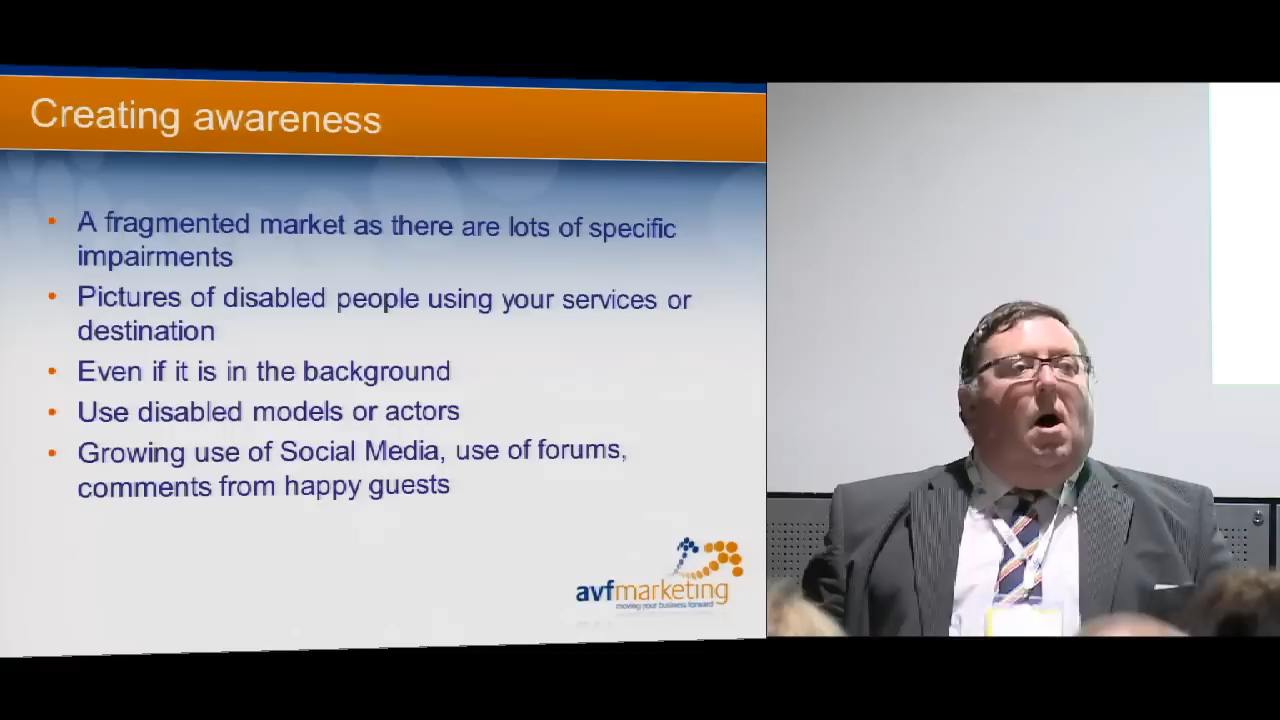 Creating awareness
A fragmented market as there are lots of specific
impairments
Pictures of disabled people using your services or
destination
Even if it is in the background
Use disabled models or actors
Growing use of Social Media, use of forums,
comments from happy guests
avfmarketing
moving your business forward